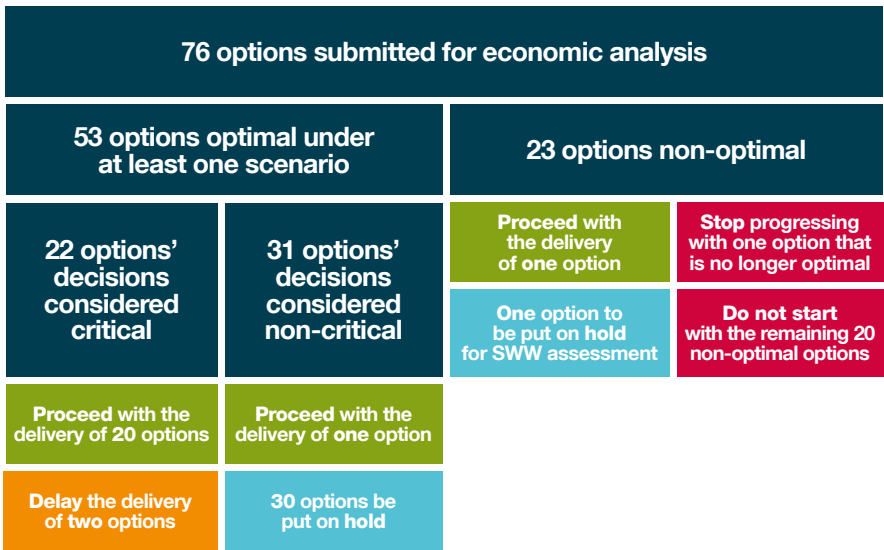 76 options submitted for economic analysis
53 options optimal under
at least one scenario
23 options non-optimal
22 options’
decisions
considered
critical
31 options’
decisions
considered
non-critical
Proceed with
the delivery
of one option
Stop progressing
with one option that
is no longer optimal
One option to
be put on hold
for SWW assessment
Do not start
with the remaining 20
non-optimal options
Proceed with the
delivery of 20 options
Proceed with the
delivery of one option
Delay the delivery
of two options
30 options be
put on hold